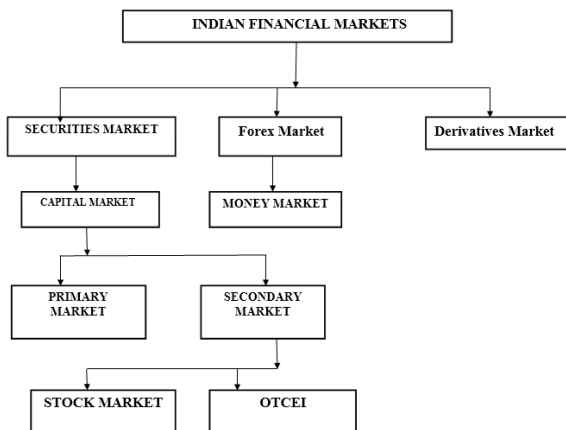 INDIAN FINANCIAL MARKETS
SECURITIES MARKET
Forex Market
Derivatives Market
CAPITAL MARKET
MONEY MARKET
PRIMARY
MARKET
SECONDARY
MARKET
STOCK MARKET
OTCEI